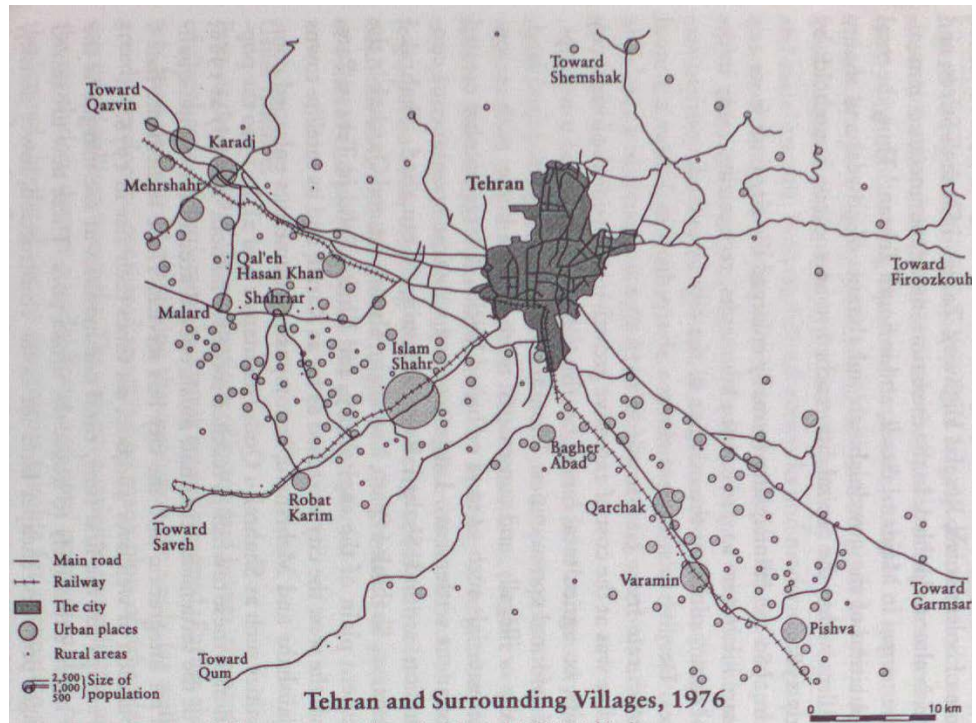 Toward
Shemshak
Toward
Qazvin
Karadj
Mehrshahr
Tehran
Qal'eh
Hasan Khan
Toward
Firoozkouh
Malard
Shahriar
Islam
Shahr
Bagher
Abad
Robat
Karim
Qarchak
Toward
Saveh
Varamin
Toward
Garmsar
Pishva
Toward
Qum
Main road
Railway
The city
Urban places
Rural areas
2,500
1,000
500
Size of
population
Tehran and Surrounding Villages, 1976
0
10 km